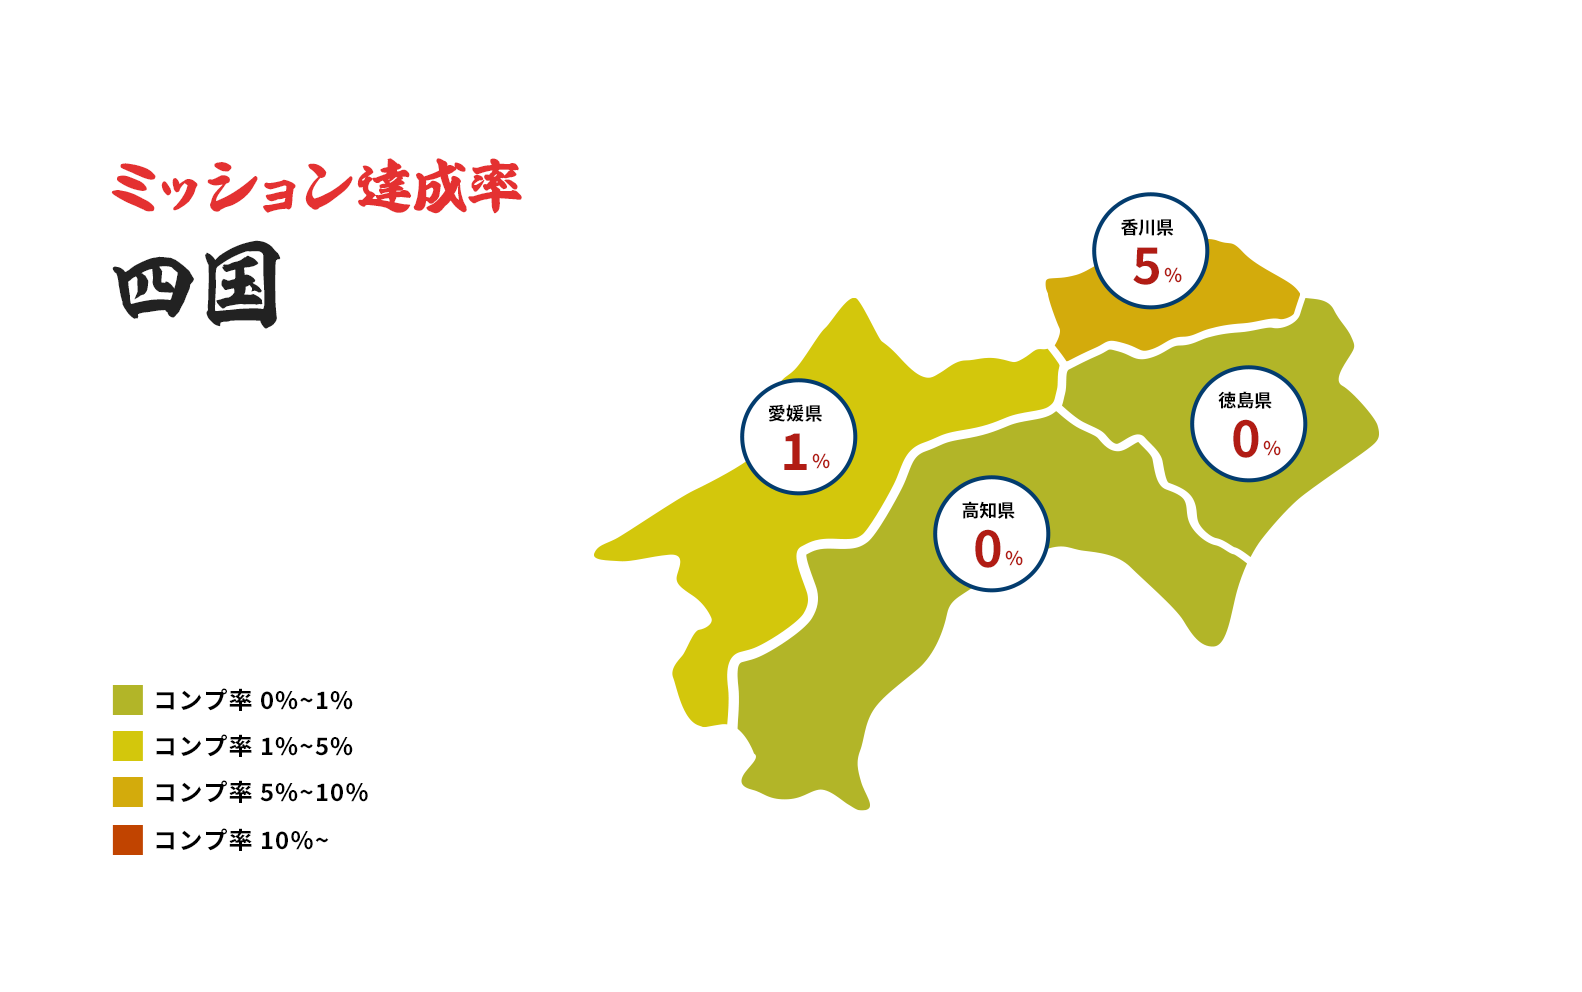 ミッション達成率
四国
香川県
5%
徳島県
0%
愛媛県
1%
高知県
0%
コンプ率 0%~1%
コンプ率 1%~5%
コンプ率 5%~10%
コンプ率 10%~